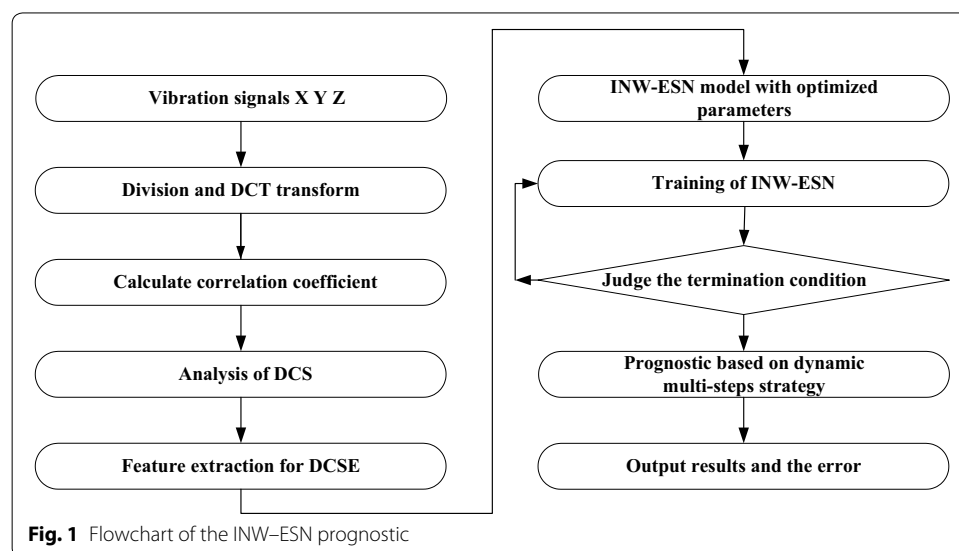 Vibration signals X Y Z
Division and DCT transform
Calculate correlation coefficient
Analysis of DCS
Feature extraction for DCSE
INW-ESN model with optimized
parameters
Training of INW-ESN
Judge the termination condition
Prognostic based on dynamic
multi-steps strategy
Output results and the error
Fig. 1 Flowchart of the INW–ESN prognostic